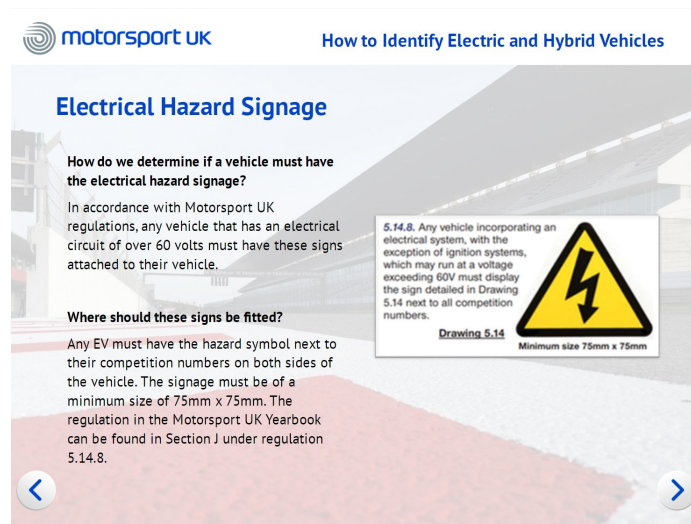 motorsport UK
How to Identify Electric and Hybrid Vehicles
Electrical Hazard Signage
How do we determine if a vehicle must have
the electrical hazard signage?
In accordance with Motorsport UK
regulations, any vehicle that has an electrical
circuit of over 60 volts must have these signs
attached to their vehicle.
Where should these signs be fitted?
Any EV must have the hazard symbol next to
their competition numbers on both sides of
the vehicle. The signage must be of a
minimum size of 75mm x 75mm. The
regulation in the Motorsport UK Yearbook
can be found in Section J under regulation
5.14.8.
5.14.8. Any vehicle incorporating an
electrical system, with the
exception of ignition systems,
which may run at a voltage
exceeding 60V must display
the sign detailed in Drawing
5.14 next to all competition
numbers.
Drawing 5.14
Minimum size 75mm x 75mm